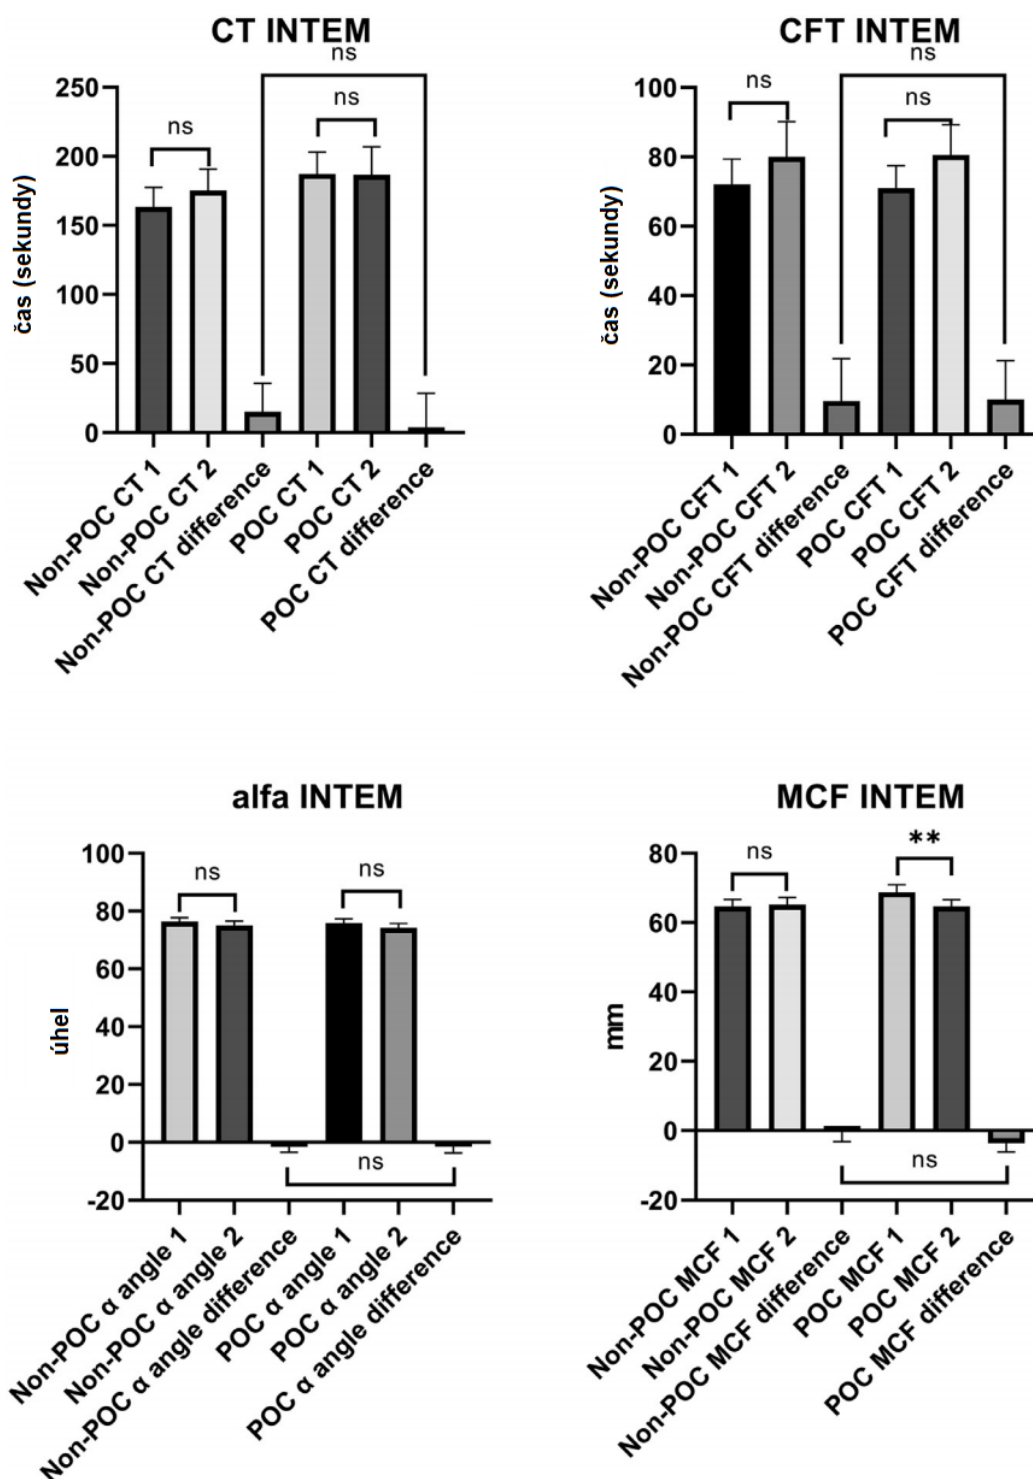 CT INTEM
ns
ns
ns
250
200
150
100
50
0
čas (sekundy)
Non-POC CT 1
Non-POC CT 2
Non-POC CT difference
POC CT 1
POC CT 2
POC CT difference
CFT INTEM
ns
ns
ns
100
80
60
40
20
0
čas (sekundy)
Non-POC CFT 1
Non-POC CFT 2
Non-POC CFT difference
POC CFT 1
POC CFT 2
POC CFT difference
alfa INTEM
ns
ns
100
80
60
40
20
0
-20
úhel
ns
Non-POC α angle 1
Non-POC α angle 2
Non-POC α angle difference
POC α angle 1
POC α angle 2
POC α angle difference
MCF INTEM
ns
**
80
60
40
20
0
-20
mm
ns
Non-POC MCF 1
Non-POC MCF 2
Non-POC MCF difference
POC MCF 1
POC MCF 2
POC MCF difference